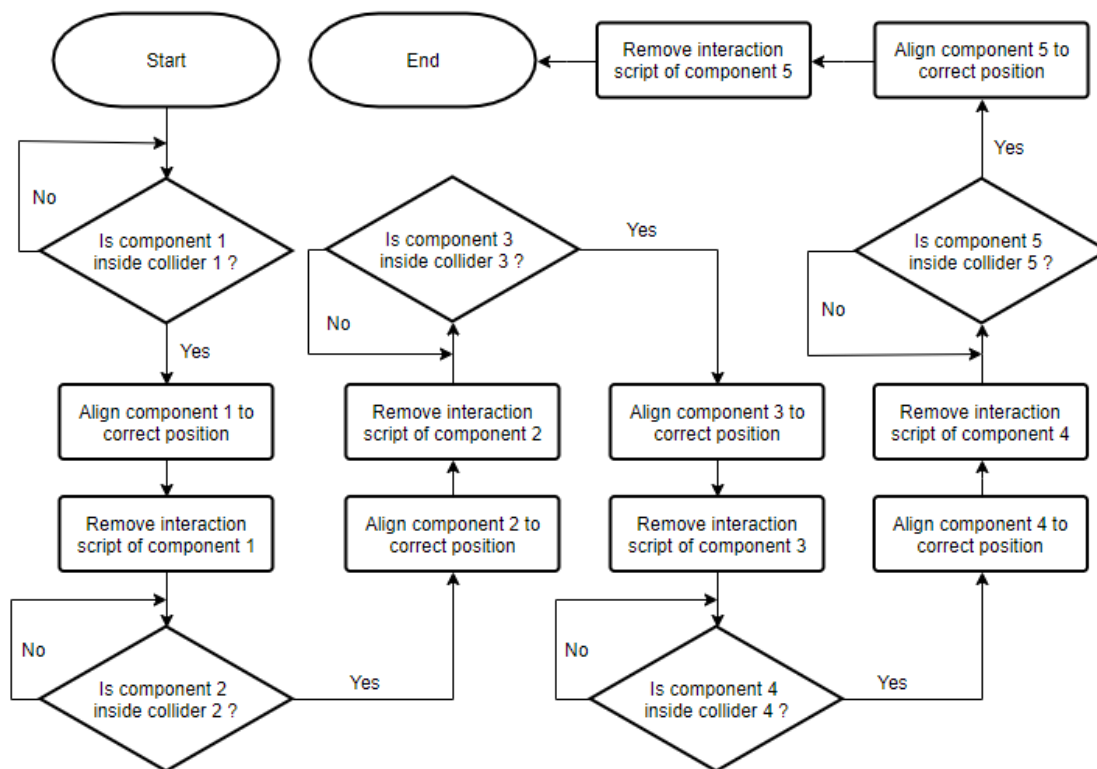 Start
No
Is component 1
inside collider 1 ?
Yes
Align component 1 to
correct position
Remove interaction
script of component 1
No
Is component 2
inside collider 2 ?
Yes
Align component 2 to
correct position
Remove interaction
script of component 2
No
Is component 3
inside collider 3 ?
Yes
Align component 3 to
correct position
Remove interaction
script of component 3
No
Is component 4
inside collider 4 ?
Yes
Align component 4 to
correct position
Remove interaction
script of component 4
No
Is component 5
inside collider 5 ?
Yes
Align component 5 to
correct position
Remove interaction
script of component 5
End